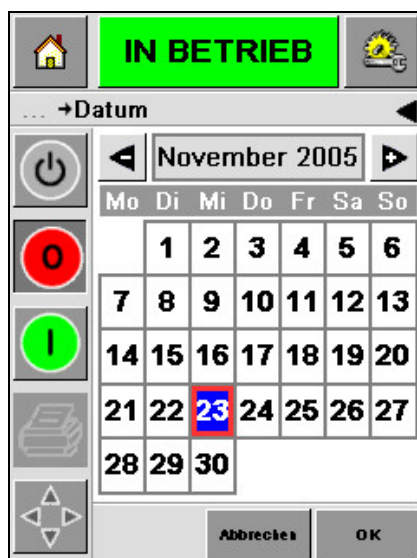 IN BETRIEB
... →Datum
November 2005
Mo Di Mi Do Fr Sa So
1 2 3 4 5 6
7 8 9 10 11 12 13
14 15 16 17 18 19 20
21 22 23 24 25 26 27
28 29 30
Abbrechen OK
0
I